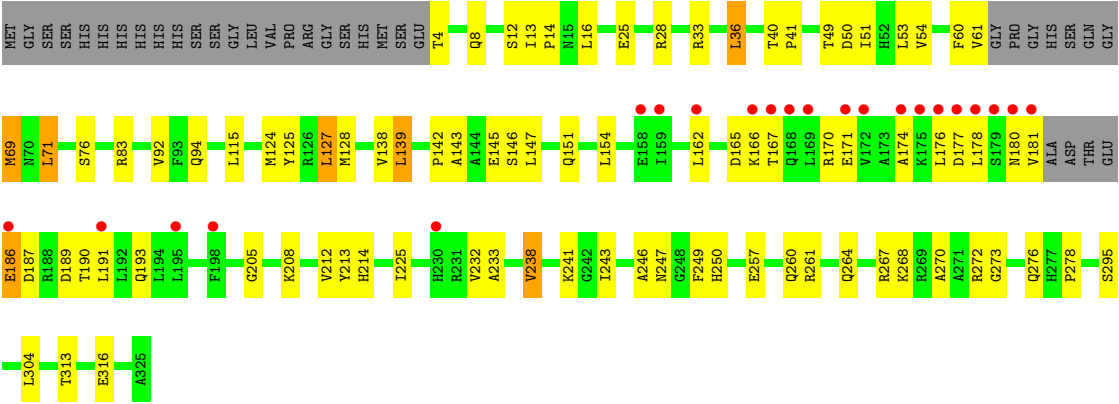 MET GLY SER SER HIS HIS HIS HIS HIS HIS SER SER GLY LEU VAL PRO ARG GLY SER HIS MET SER GLU T4 Q8 S12 I13 P14 N15 L16 E25 R28 R33 L36 T40 P41 T49 D50 I51 H52 L53 V54 F60 V61 GLY PRO GLY HIS SER GLN GLY
M69 N70 L71 S76 R83 V92 F93 Q94 L115 M124 Y125 R126 L127 M128 V138 L139 P142 A143 A144 E145 S146 L147 Q151 L154 E158 I159 L162 D165 K166 T167 Q168 L169 R170 E171 V172 A173 A174 K175 L176 D177 L178 S179 N180 V181 ALA ASP THR GLU
E186 D187 R188 D189 T190 L191 L192 Q193 L194 L195 F198 G205 K208 V212 Y213 H214 I225 H230 R231 V232 A233 V238 K241 G242 I243 A246 N247 G248 F249 H250 E257 Q260 R261 Q264 R267 K268 R269 A270 A271 R272 G273 Q276 H277 P278 S295
L304 T313 E316 A325